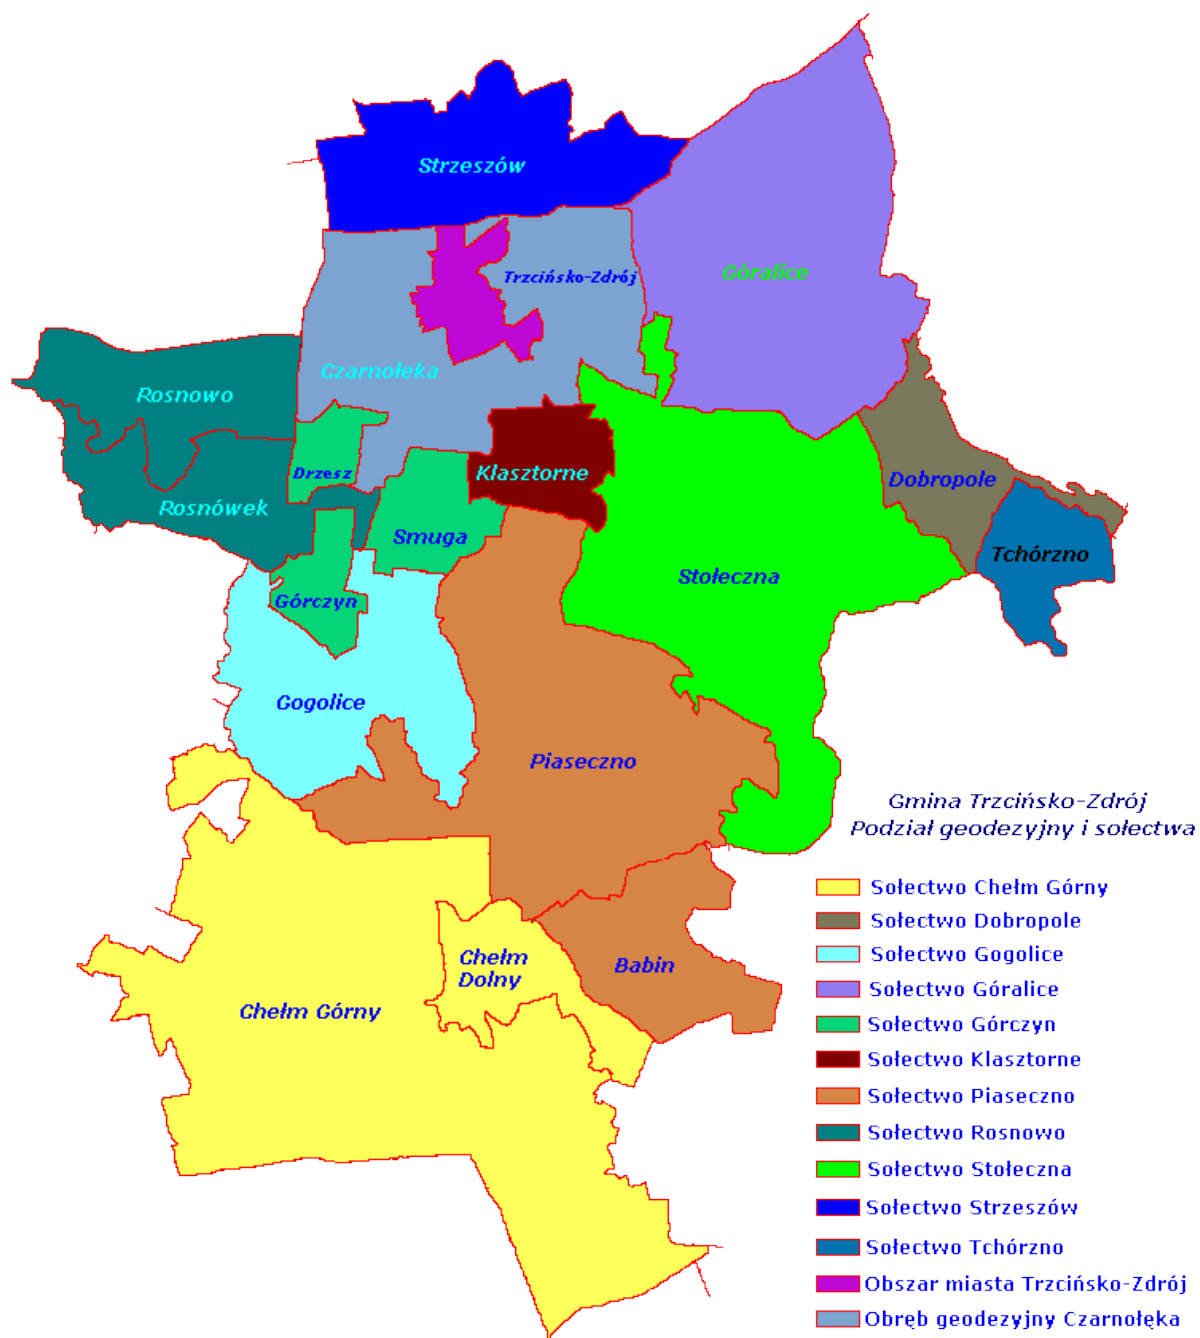 Strzeszów
Góralice
Trzcińsko-Zdrój
Czarnołeka
Rosnowo
Drzesz
Klasztorne
Dobropole
Rosnówek
Smuga
Tchórzno
Stołeczna
Górczyn
Gogolice
Piaseczno
Gmina Trzcińsko-Zdrój
Podział geodezyjny i sołectwa
Sołectwo Chełm Górny
Sołectwo Dobropole
Sołectwo Gogolice
Chełm
Dolny
Babin
Chełm Górny
Sołectwo Góralice
Sołectwo Górczyn
Sołectwo Klasztorne
Sołectwo Piaseczno
Sołectwo Rosnowo
Sołectwo Stołeczna
Sołectwo Strzeszów
Sołectwo Tchórzno
Obszar miasta Trzcińsko-Zdrój
Obręb geodezyjny Czarnołęka